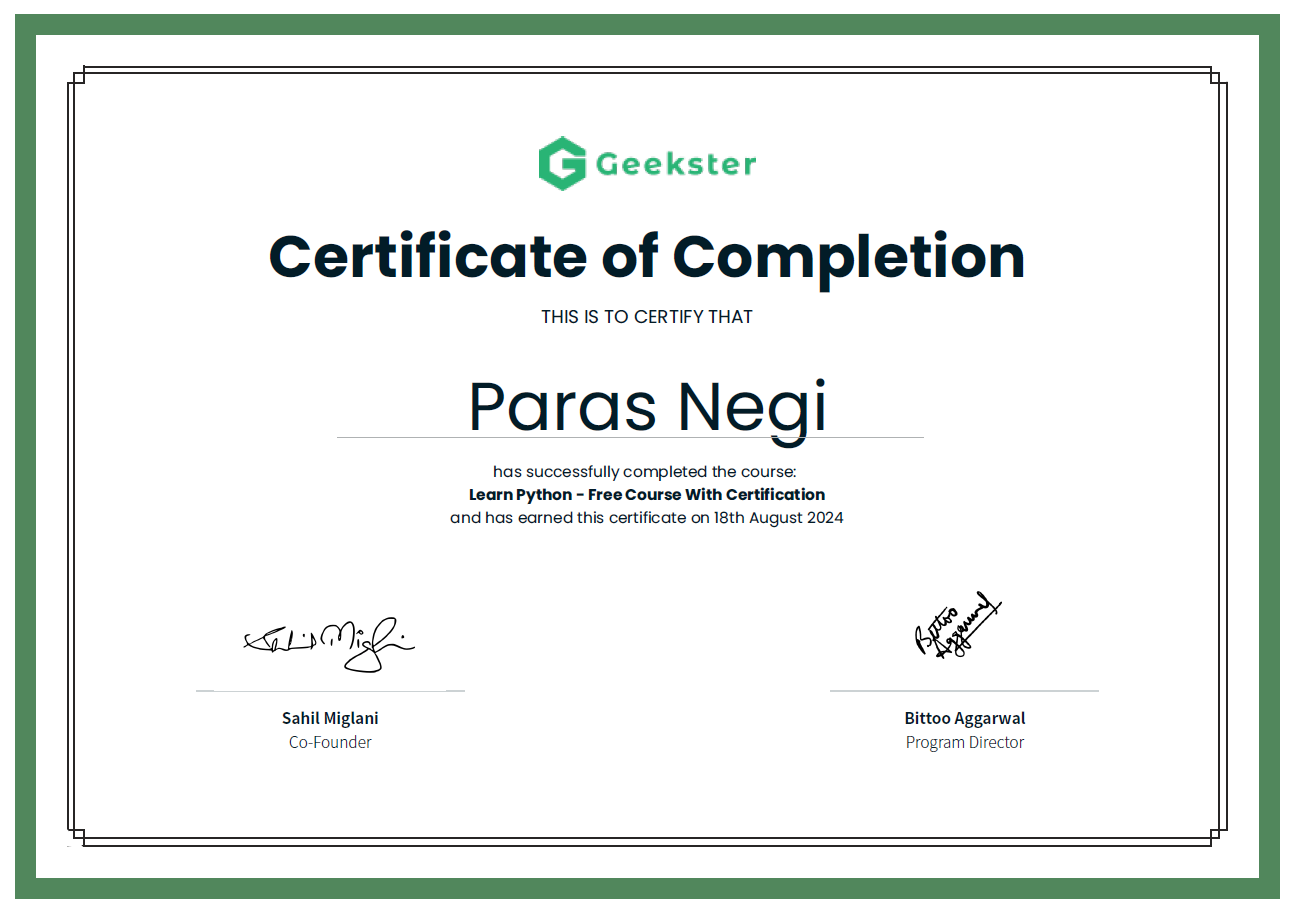 Geekster
Certificate of Completion
THIS IS TO CERTIFY THAT
Paras Negi
has successfully completed the course:
Learn Python - Free Course With Certification
and has earned this certificate on 18th August 2024
Sahil Miglani
Bittoo
Aggarwal
Sahil Miglani
Co-Founder
Bittoo Aggarwal
Program Director